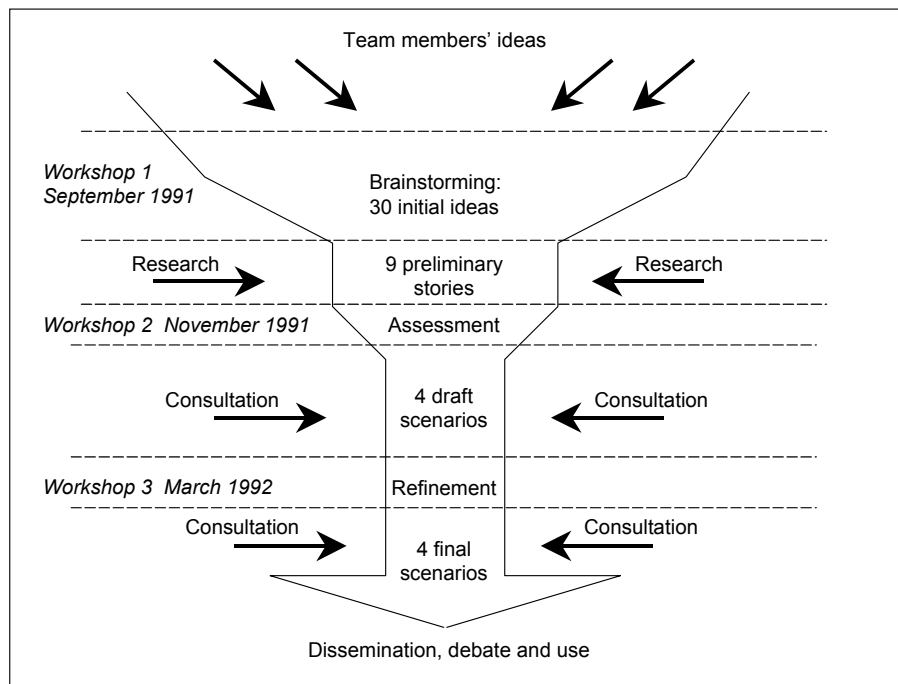 Team members' ideas
Workshop 1
September 1991
Brainstorming:
30 initial ideas
Research
9 preliminary
stories
Research
Workshop 2 November 1991
Assessment
Consultation
4 draft
scenarios
Consultation
Workshop 3 March 1992
Refinement
Consultation
4 final
scenarios
Consultation
Dissemination, debate and use